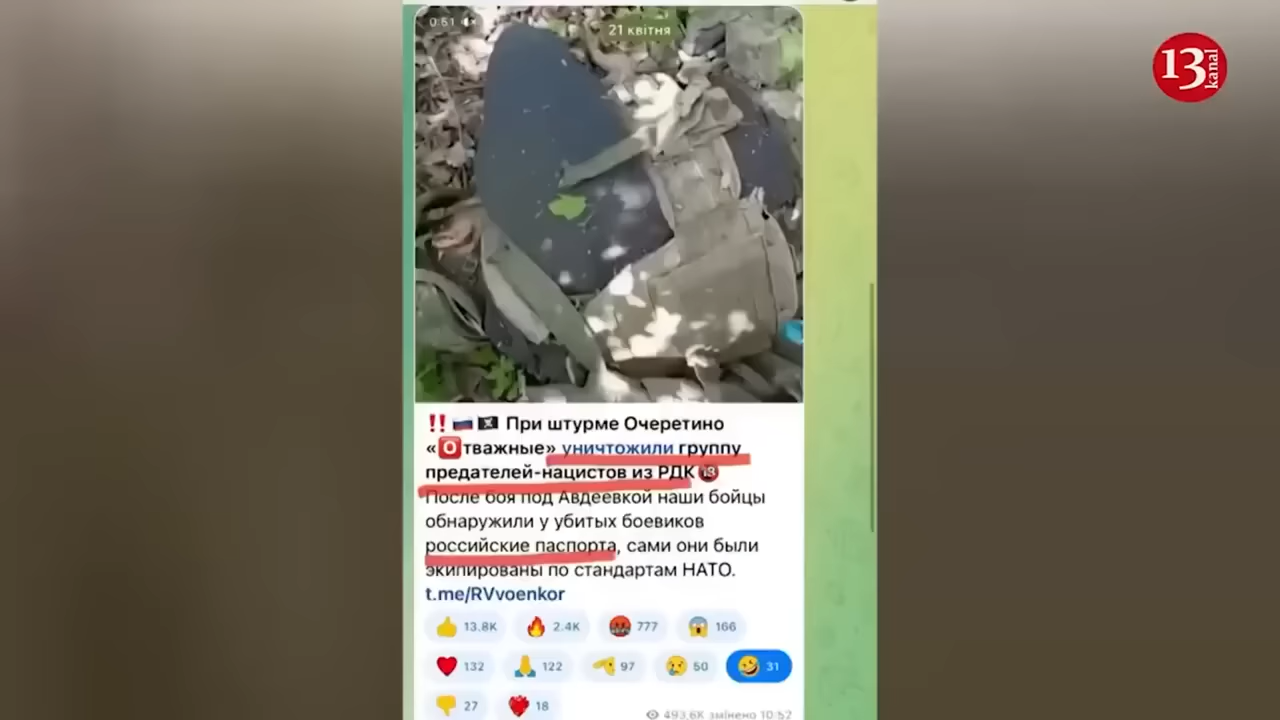 0:51
21 квітня
13
kanal
‼️ При штурме Очеретино
«Отважные» уничтожили группу
предателей-нацистов из РДК
После боя под Авдеевкой наши бойцы
обнаружили у убитых боевиков
российские паспорта, сами они были
экипированы по стандартам НАТО.
t.me/RVvoenkor
13.8K 2.4K 777 166
132 122 97 50 31
27 18
493,6K змінено 10:52